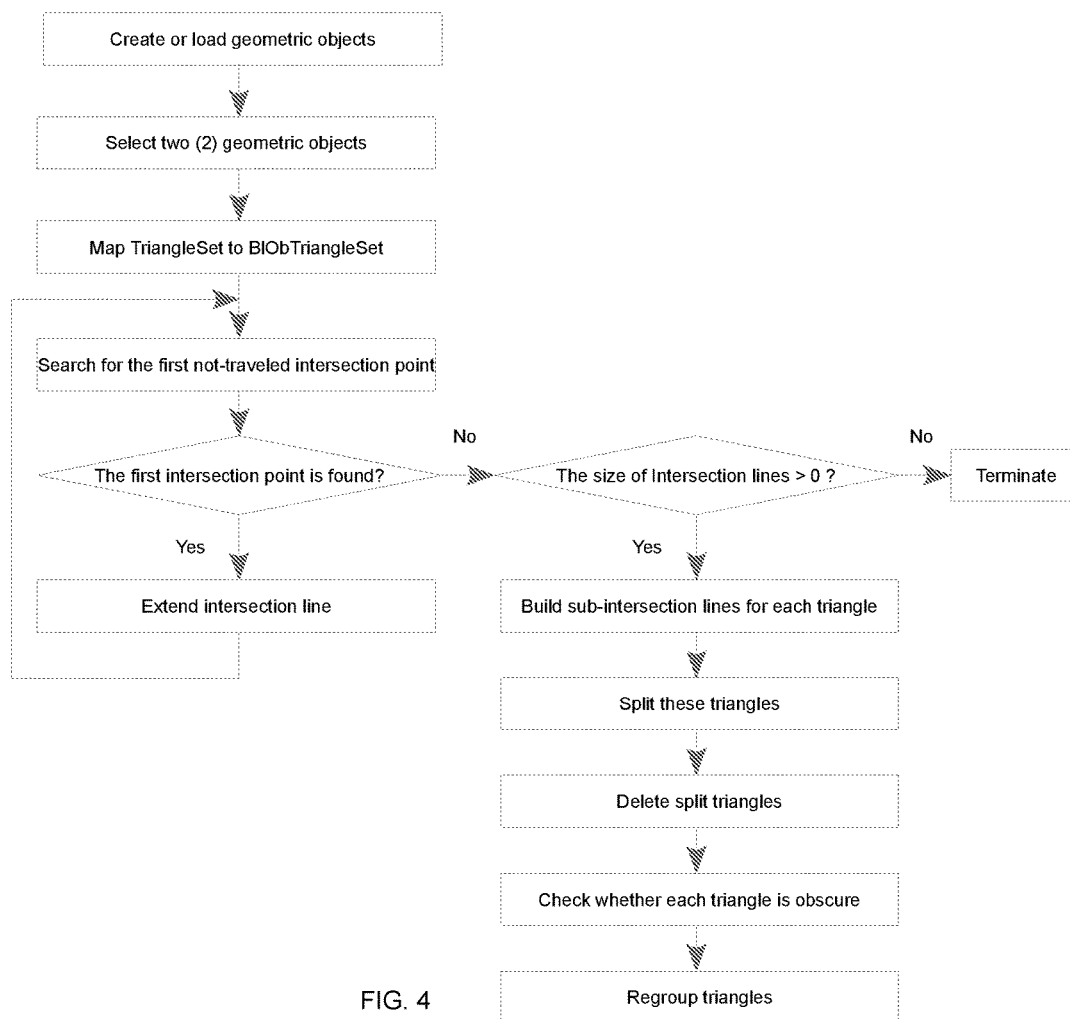 Create or load geometric objects
Select two (2) geometric objects
Map TriangleSet to BlObTriangleSet
Search for the first not-traveled intersection point
The first intersection point is found?
No
The size of Intersection lines > 0 ?
No
Terminate
Yes
Extend intersection line
Yes
Build sub-intersection lines for each triangle
Split these triangles
Delete split triangles
Check whether each triangle is obscure
Regroup triangles
FIG. 4